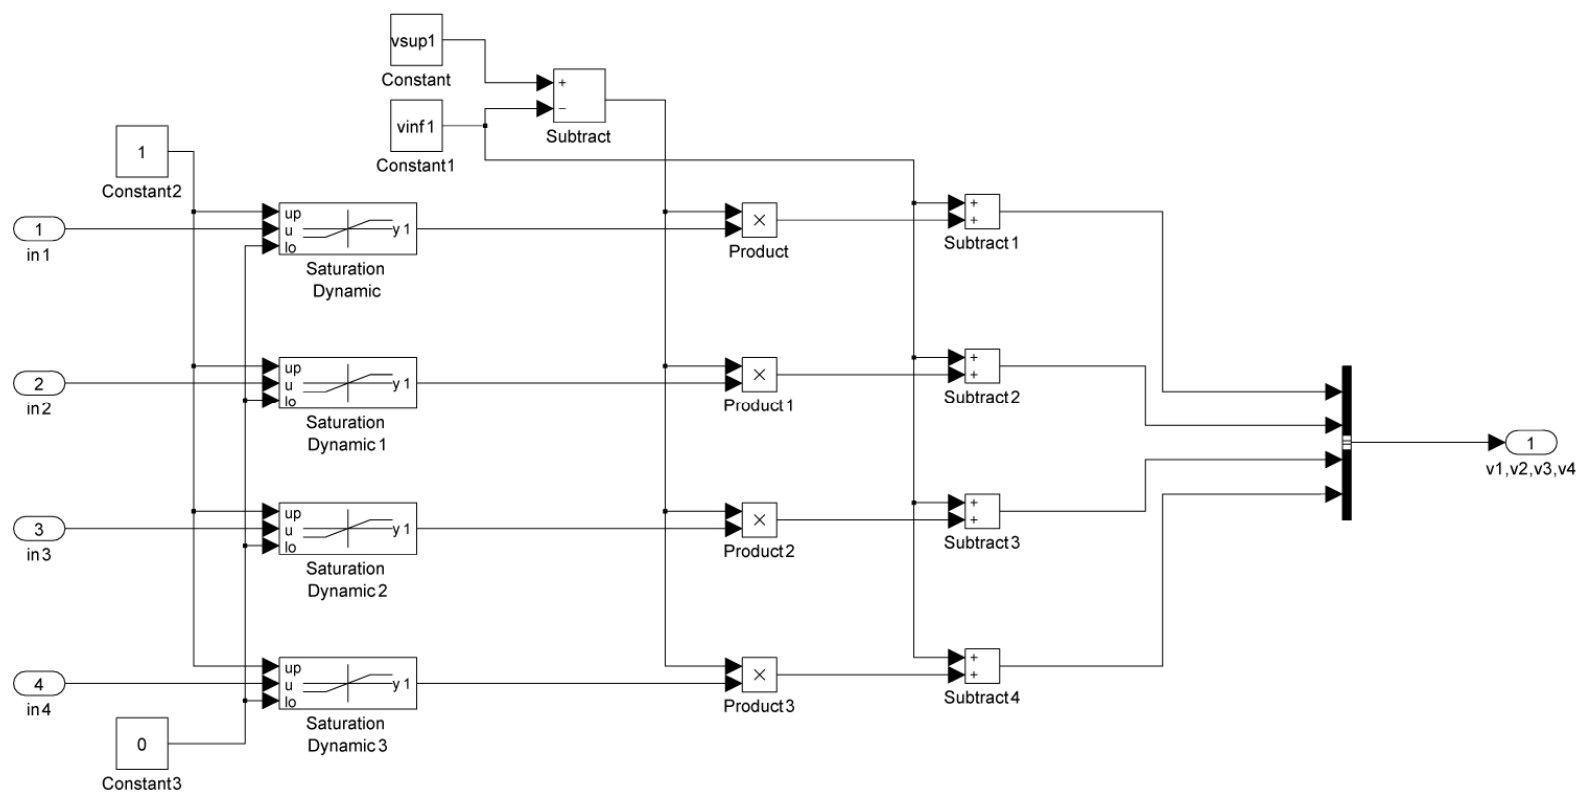 vsup1
Constant
+
−
Subtract
vinf1
Constant1
1
Constant2
1
in1
up
u
lo
y1
Saturation
Dynamic
×
Product
+
+
Subtract1
2
in2
up
u
lo
y1
Saturation
Dynamic1
×
Product1
+
+
Subtract2
1
v1,v2,v3,v4
3
in3
up
u
lo
y1
Saturation
Dynamic2
×
Product2
+
+
Subtract3
4
in4
up
u
lo
y1
Saturation
Dynamic3
×
Product3
+
+
Subtract4
0
Constant3